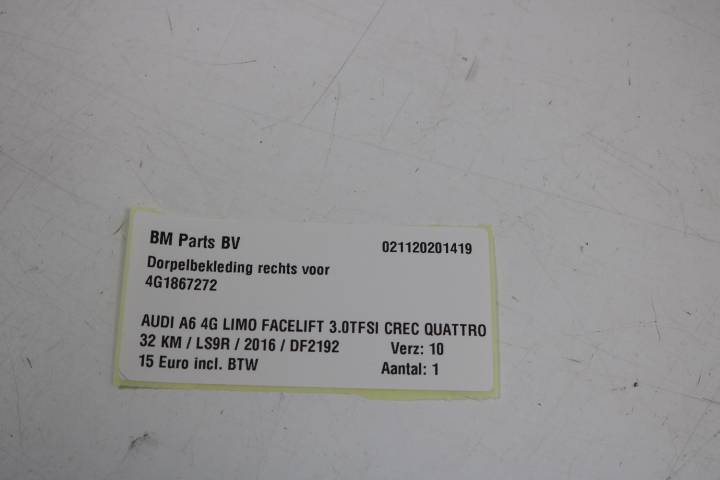 BM Parts BV 021120201419
Dorpelbekleding rechts voor
4G1867272
AUDI A6 4G LIMO FACELIFT 3.0TFSI CREC QUATTRO
32 KM / LS9R / 2016 / DF2192 Verz: 10
15 Euro incl. BTW Aantal: 1